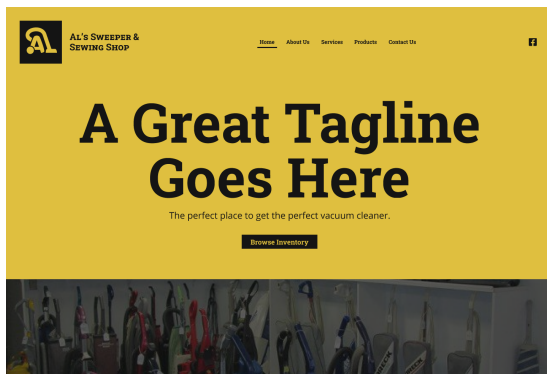 AL
AL'S SWEEPER &
SEWING SHOP
Home About Us Services Products Contact Us
A Great Tagline
Goes Here
The perfect place to get the perfect vacuum cleaner.
Browse Inventory